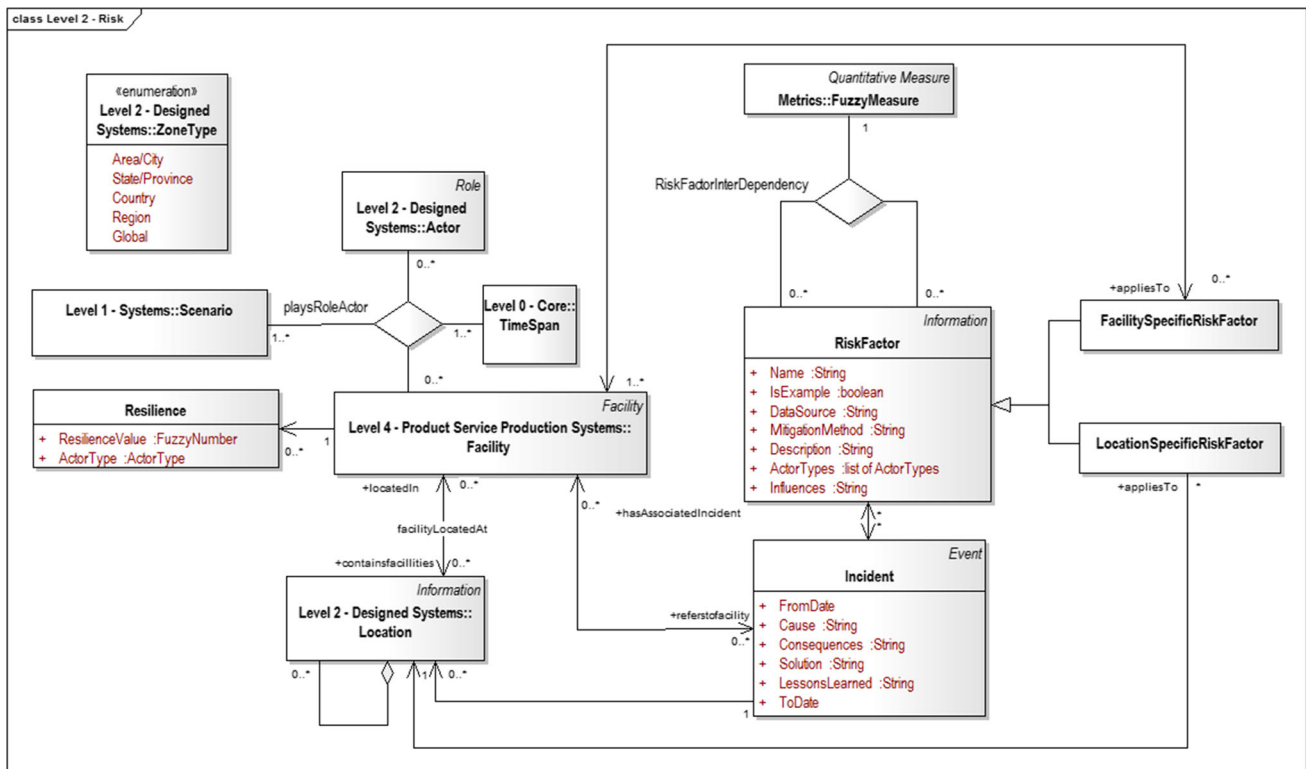 class Level 2 - Risk
«enumeration»
Level 2 - Designed
Systems::ZoneType
Area/City
State/Province
Country
Region
Global
Role
Level 2 - Designed
Systems::Actor
0..*
Quantitative Measure
Metrics::FuzzyMeasure
1
RiskFactorInterDependency
0..*
0..*
Level 1 - Systems::Scenario
1..*
playsRoleActor
1..*
Level 0 - Core::
TimeSpan
0..*
1..*
+appliesTo
0..*
FacilitySpecificRiskFactor
Information
RiskFactor
+ Name :String
+ IsExample :boolean
+ DataSource :String
+ MitigationMethod :String
+ Description :String
+ ActorTypes :list of ActorTypes
+ Influences :String
LocationSpecificRiskFactor
+appliesTo
*
Resilience
+ ResilienceValue :FuzzyNumber
+ ActorType :ActorType
0..*
1
Facility
Level 4 - Product Service Production Systems::
Facility
+locatedIn
0..*
facilityLocatedAt
+containsfacillities
0..*
0..*
+hasAssociatedIncident
*
*
Information
Level 2 - Designed Systems::
Location
0..*
1
0..*
+referstofacility
0..*
1
Event
Incident
+ FromDate
+ Cause :String
+ Consequences :String
+ Solution :String
+ LessonsLearned :String
+ ToDate